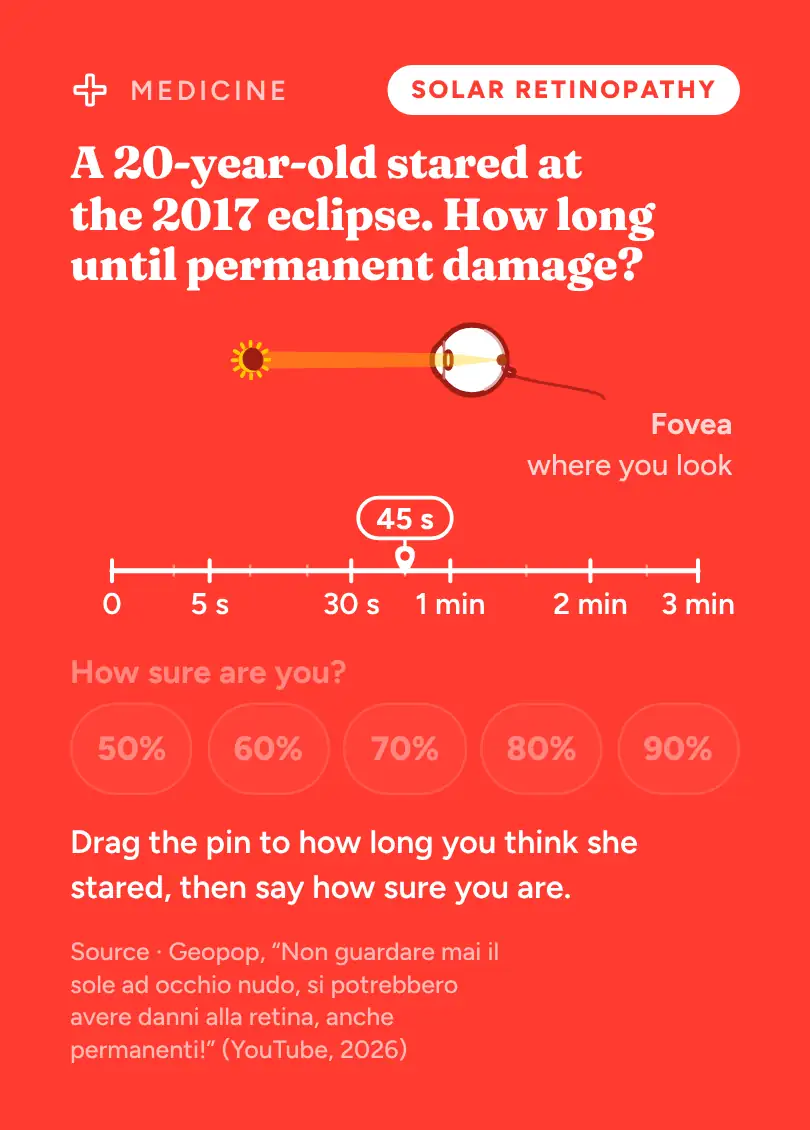 MEDICINE
SOLAR RETINOPATHY
A 20-year-old stared at
the 2017 eclipse. How long
until permanent damage?
Fovea
where you look
45 s
0 5 s 30 s 1 min 2 min 3 min
How sure are you?
50% 60% 70% 80% 90%
Drag the pin to how long you think she
stared, then say how sure you are.
Source · Geopop, “Non guardare mai il
sole ad occhio nudo, si potrebbero
avere danni alla retina, anche
permanenti!” (YouTube, 2026)